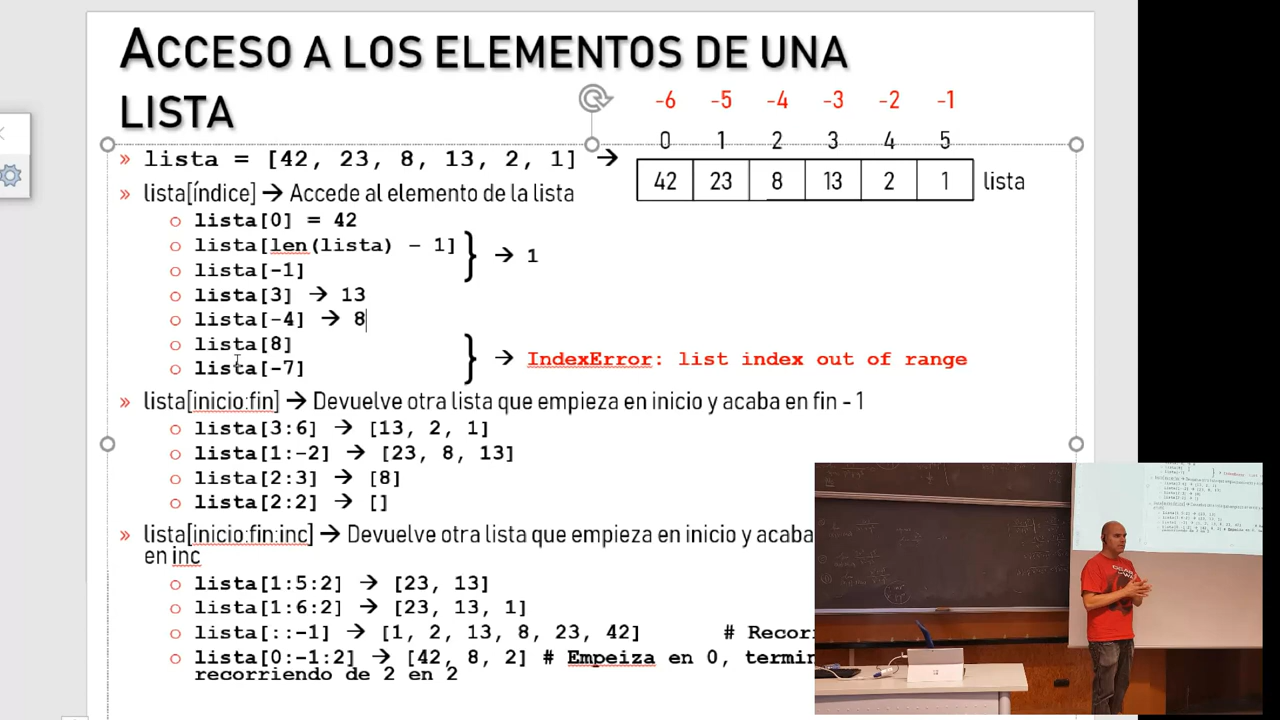 ACCESO A LOS ELEMENTOS DE UNA
LISTA
-6 -5 -4 -3 -2 -1
0 1 2 3 4 5
» lista = [42, 23, 8, 13, 2, 1] →
42 23 8 13 2 1 lista
» lista[índice] → Accede al elemento de la lista
o lista[0] = 42
o lista[len(lista) - 1]
o lista[-1]
} → 1
o lista[3] → 13
o lista[-4] → 8
o lista[8]
o lista[-7]
} → IndexError: list index out of range
» lista[inicio:fin] → Devuelve otra lista que empieza en inicio y acaba en fin - 1
o lista[3:6] → [13, 2, 1]
o lista[1:-2] → [23, 8, 13]
o lista[2:3] → [8]
o lista[2:2] → []
» lista[inicio:fin:inc] → Devuelve otra lista que empieza en inicio y acaba
en inc
o lista[1:5:2] → [23, 13]
o lista[1:6:2] → [23, 13, 1]
o lista[::-1] → [1, 2, 13, 8, 23, 42] # Recorr
o lista[0:-1:2] → [42, 8, 2] # Empeiza en 0, termin
recorriendo de 2 en 2